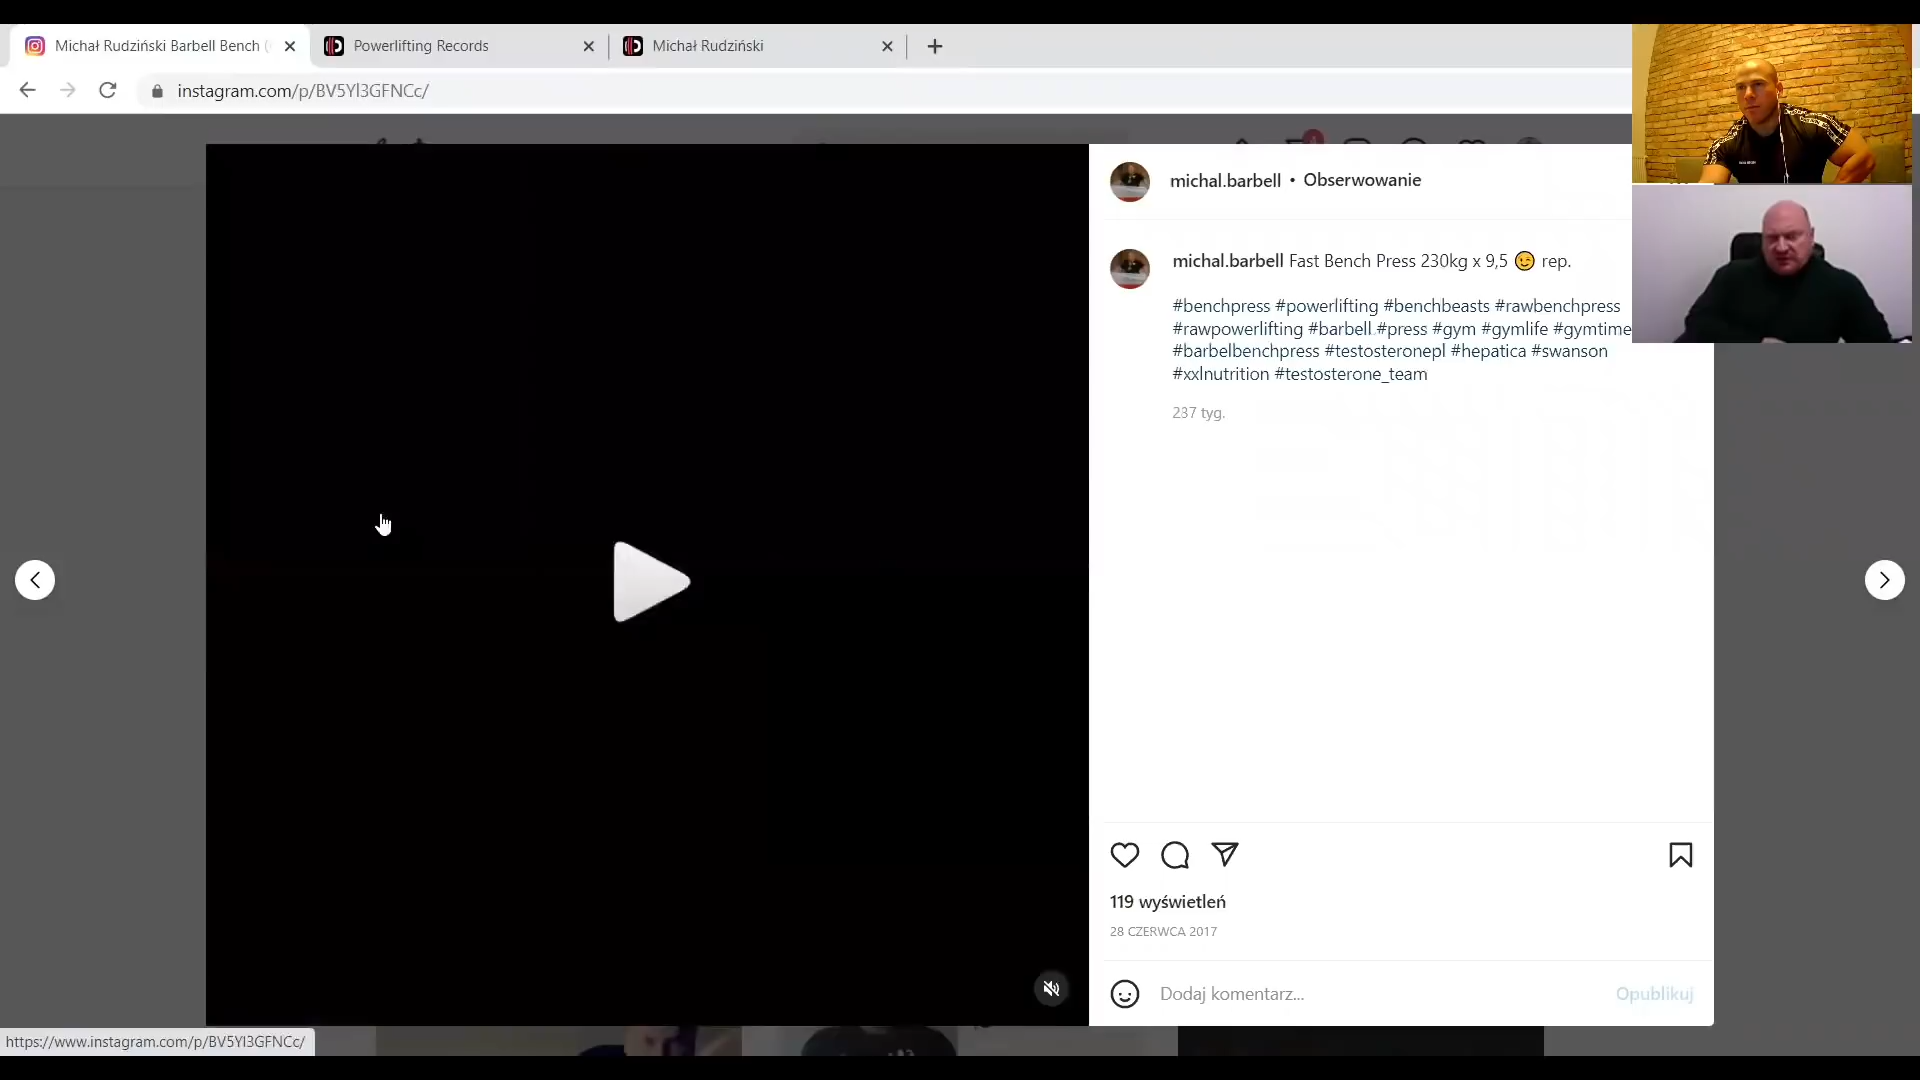 Michał Rudziński Barbell Bench (
Powerlifting Records
Michał Rudziński
instagram.com/p/BV5Yl3GFNCc/
michal.barbell • Obserwowanie
michal.barbell Fast Bench Press 230kg x 9,5 😉 rep.
#benchpress #powerlifting #benchbeasts #rawbenchpress
#rawpowerlifting #barbell #press #gym #gymlife #gymtime
#barbelbenchpress #testosteronepl #hepatica #swanson
#xxlnutrition #testosterone_team
237 tyg.
119 wyświetleń
28 CZERWCA 2017
Dodaj komentarz...
Opublikuj
https://www.instagram.com/p/BV5Yl3GFNCc/